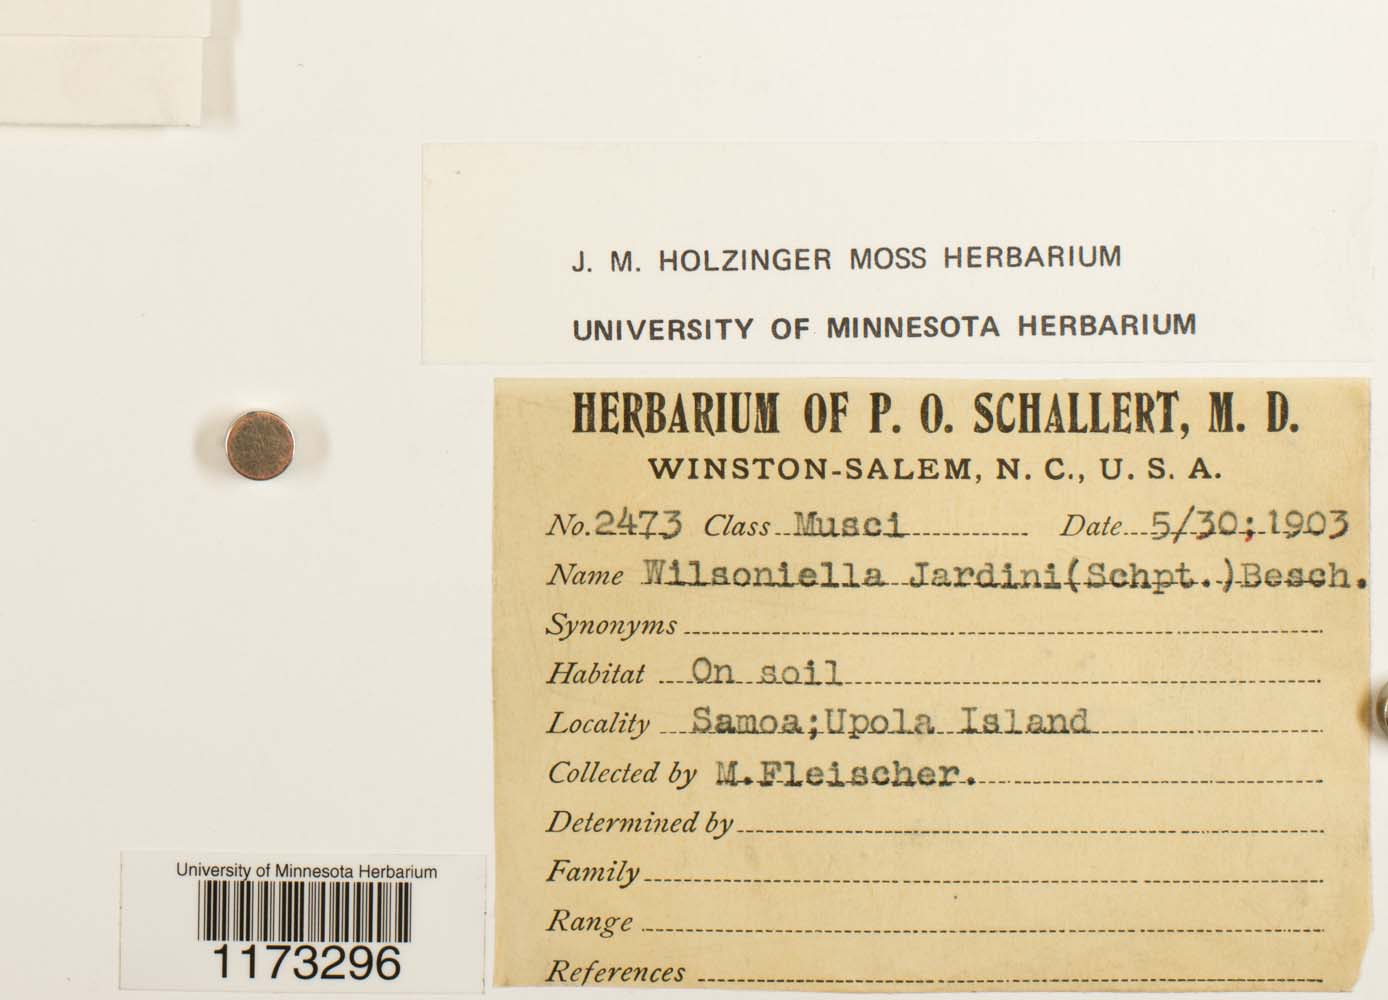 J. M. HOLZINGER MOSS HERBARIUM
UNIVERSITY OF MINNESOTA HERBARIUM
HERBARIUM OF P. O. SCHALLERT, M. D.
WINSTON-SALEM, N. C., U. S. A.
No. 2473 Class Musci Date 5/30;1903
Name Wilsoniella Jardini(Schpt.)Besch.
Synonyms
Habitat On soil
Locality Samoa;Upola Island
Collected by M.Fleischer.
Determined by
Family
Range
References
University of Minnesota Herbarium
1173296